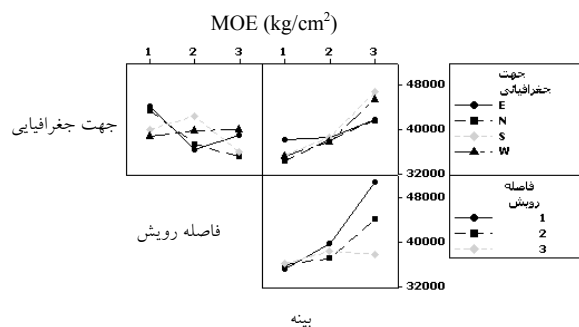 MOE (kg/cm²)
1 2 3 1 2 3
جهت جغرافیایی
48000
40000
32000
جهت
جغرافیائی
E
N
S
W
فاصله رویش
48000
40000
32000
فاصله
رویش
1
2
3
بینه